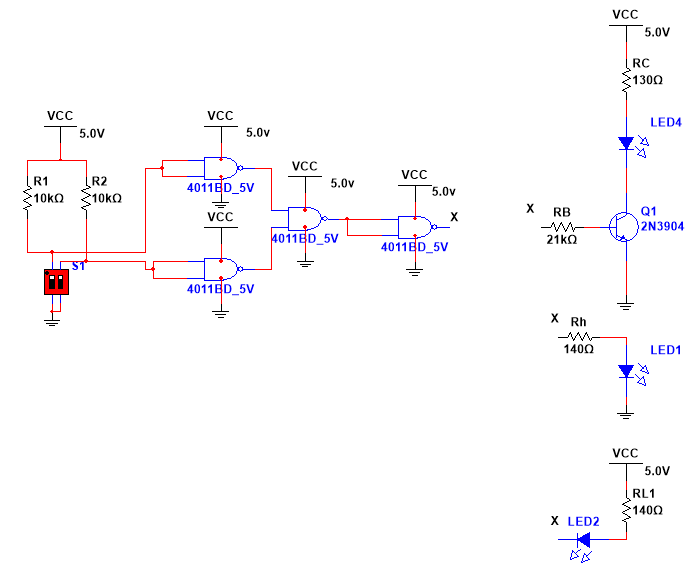 VCC
5.0V
R1
10kΩ
R2
10kΩ
S1
VCC
5.0v
4011BD_5V
VCC
4011BD_5V
VCC
5.0v
4011BD_5V
VCC
5.0v
4011BD_5V
X
VCC
5.0V
RC
130Ω
LED4
X
RB
21kΩ
Q1
2N3904
X
Rh
140Ω
LED1
VCC
5.0V
RL1
140Ω
X LED2